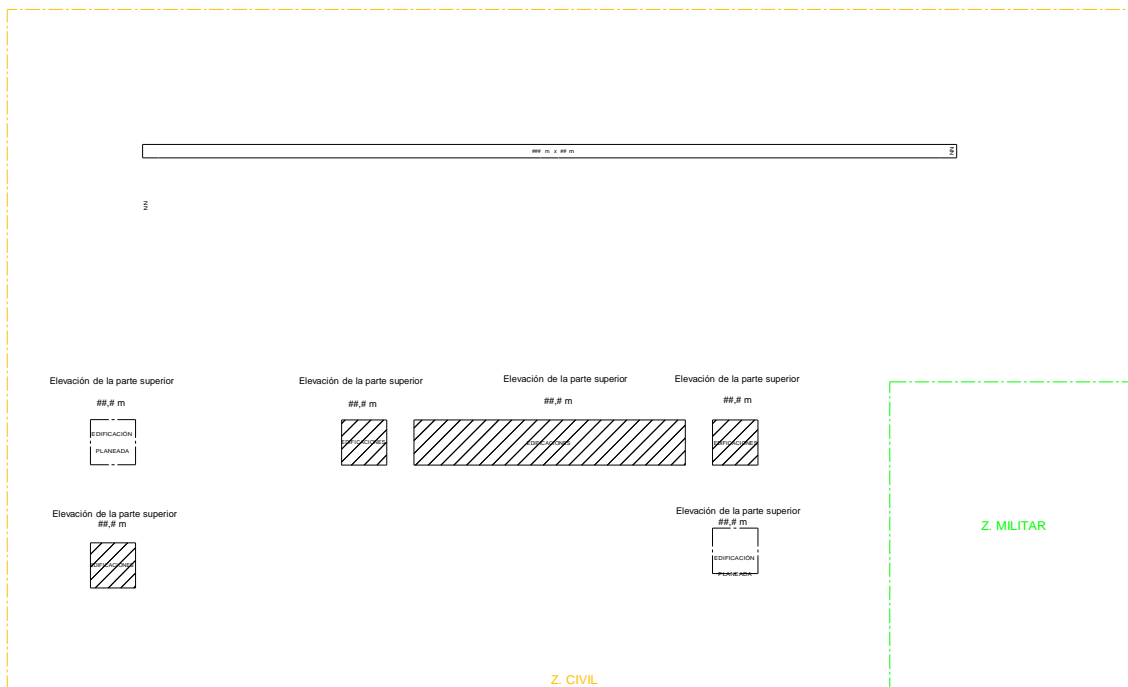 ### m x ## m
NN
NN
Elevación de la parte superior
##,# m
EDIFICACIÓN
PLANEADA
Elevación de la parte superior
##,# m
EDIFICACIONES
Elevación de la parte superior
##,# m
EDIFICACIONES
Elevación de la parte superior
##,# m
EDIFICACIONES
Elevación de la parte superior
##,# m
EDIFICACIONES
Elevación de la parte superior
##,# m
EDIFICACIÓN
PLANEADA
Z. MILITAR
Z. CIVIL